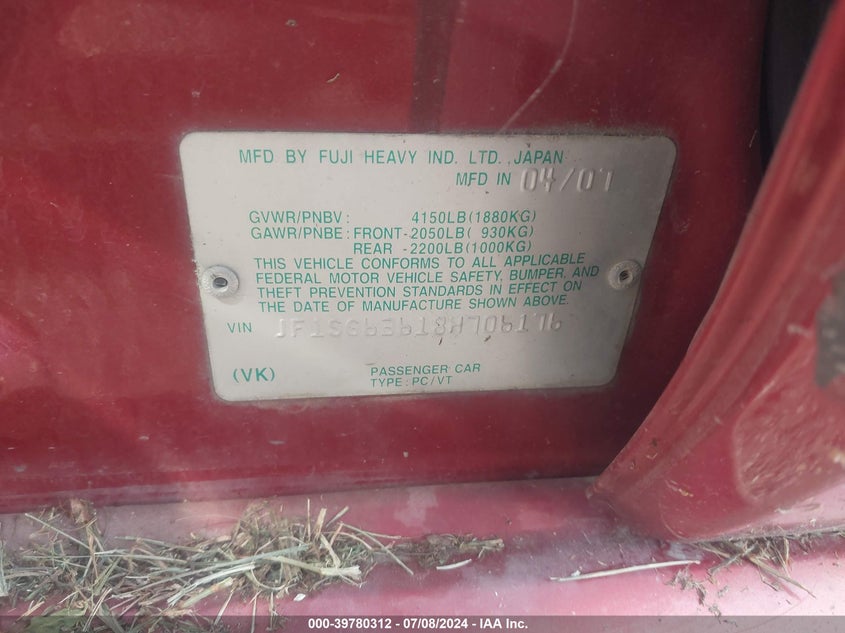 MFD BY FUJI HEAVY IND. LTD., JAPAN
MFD IN 04/07
GVWR/PNBV : 4150LB(1880KG)
GAWR/PNBE : FRONT-2050LB( 930KG)
REAR -2200LB(1000KG)
THIS VEHICLE CONFORMS TO ALL APPLICABLE
FEDERAL MOTOR VEHICLE SAFETY, BUMPER, AND
THEFT PREVENTION STANDARDS IN EFFECT ON
THE DATE OF MANUFACTURE SHOWN ABOVE.
VIN
(VK)
PASSENGER CAR
TYPE : PC/VT
000-39780312 - 07/08/2024 - IAA Inc.